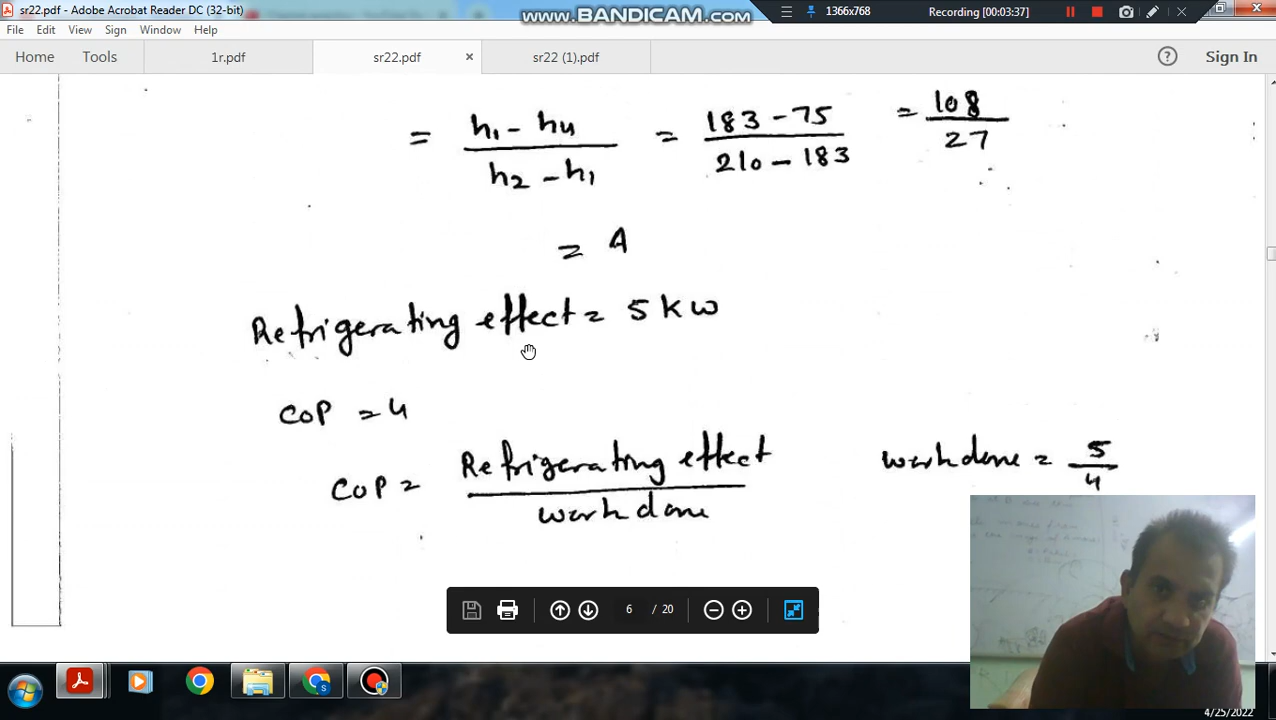 sr22.pdf - Adobe Acrobat Reader DC (32-bit)
www.BANDICAM.com
1366x768
Recording [00:03:37]
File Edit View Sign Window Help
Home Tools 1r.pdf sr22.pdf × sr22 (1).pdf ? Sign In
= h1 - h4 / h2 - h1 = 183 - 75 / 210 - 183 = 108 / 27
= 4
Refrigerating effect = 5 kw
COP = 4
COP = Refrigerating effect / work done work done = 5 / 4
6 / 20
4/25/2022